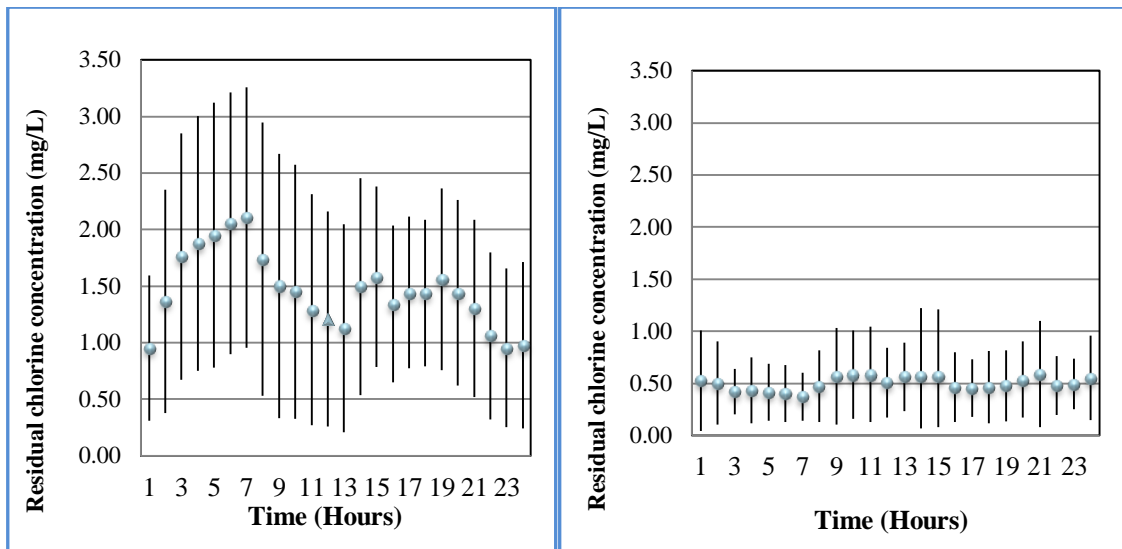 Residual chlorine concentration (mg/L)
3.50
3.00
2.50
2.00
1.50
1.00
0.50
0.00
1 3 5 7 9 11 13 15 17 19 21 23
Time (Hours)
Residual chlorine concentration (mg/L)
3.50
3.00
2.50
2.00
1.50
1.00
0.50
0.00
1 3 5 7 9 11 13 15 17 19 21 23
Time (Hours)